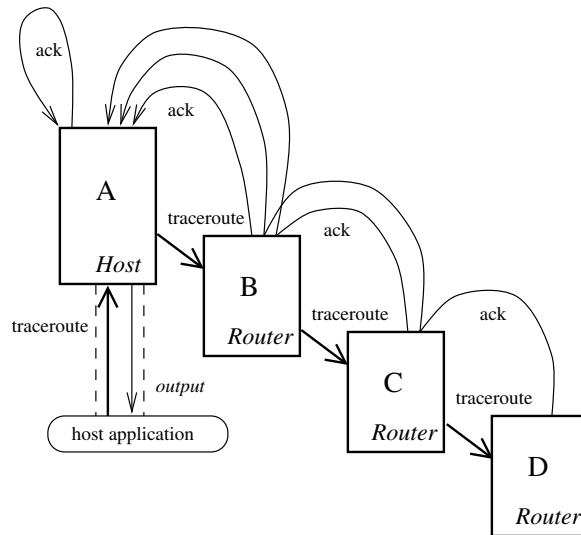 ack
ack
A
traceroute
Host
ack
B
traceroute
Router
traceroute
ack
output
C
traceroute
host application
Router
D
Router